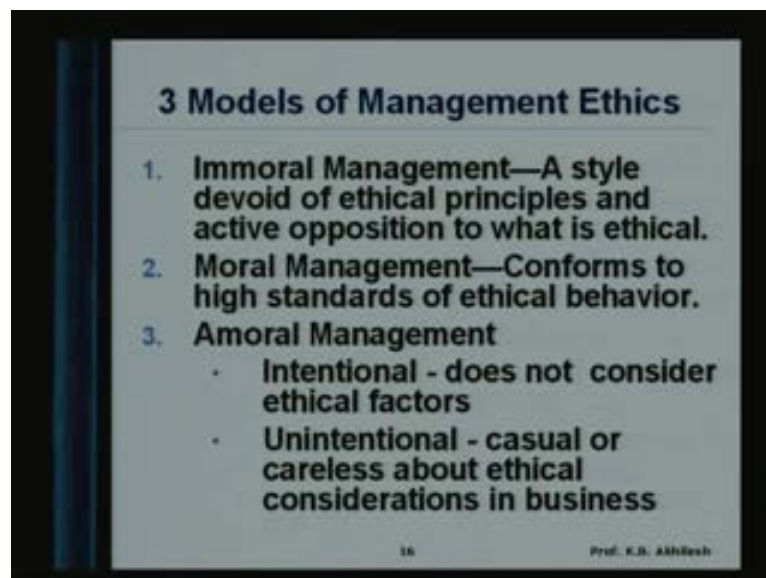 3 Models of Management Ethics
1. Immoral Management—A style
devoid of ethical principles and
active opposition to what is ethical.
2. Moral Management—Conforms to
high standards of ethical behavior.
3. Amoral Management
· Intentional - does not consider
ethical factors
· Unintentional - casual or
careless about ethical
considerations in business
16 Prof. K.B. Akhilesh